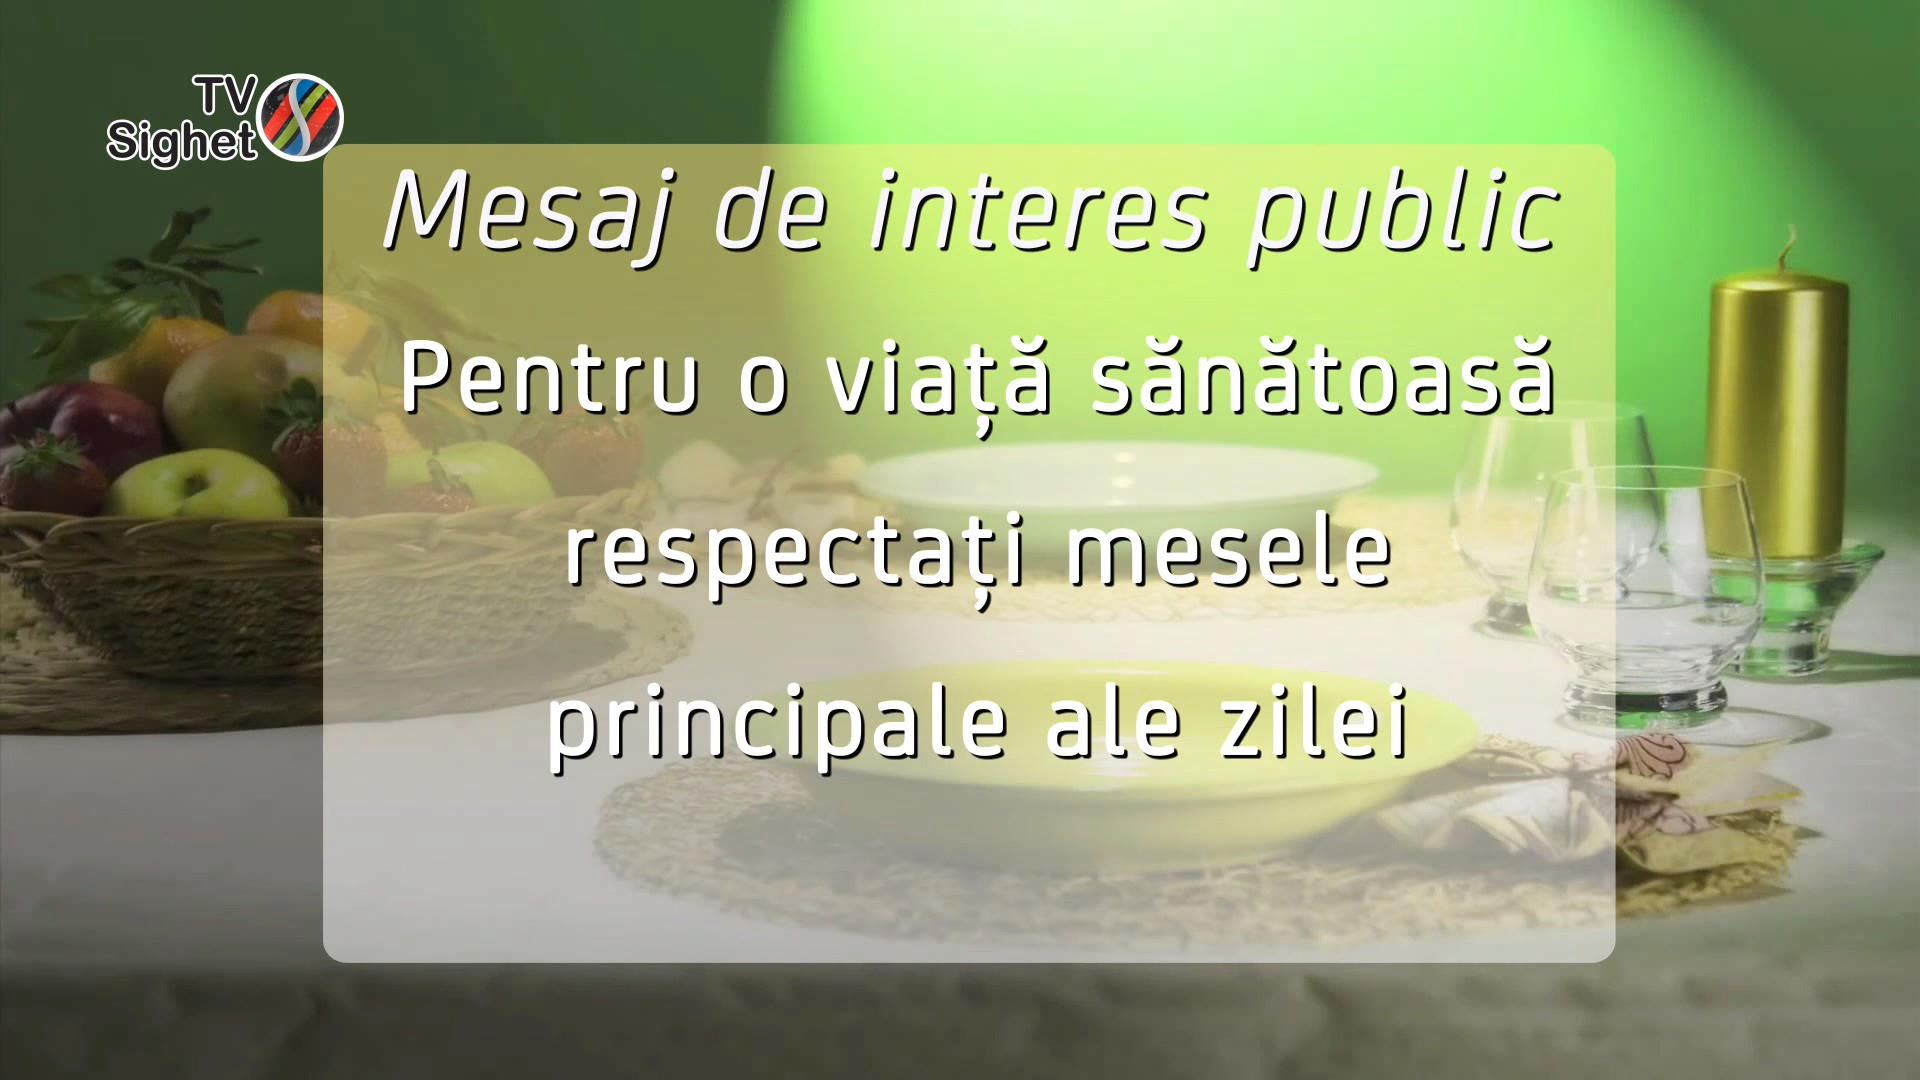 TV
Sighet
Mesaj de interes public
Pentru o viață sănătoasă
respectați mesele
principale ale zilei